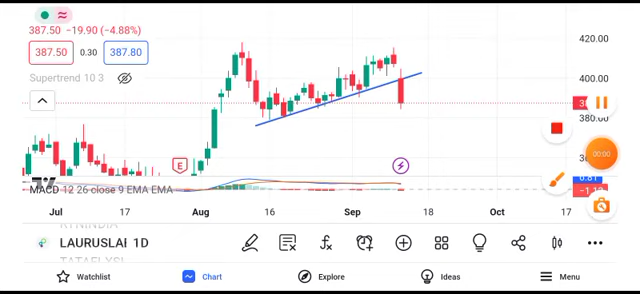 387.50 −19.90 (−4.88%)
387.50 0.30 387.80
Supertrend 10 3
420.00
400.00
380.00
E
00:00
MACD 12 26 close 9 EMA EMA
Jul 17 Aug 16 Sep 18 Oct 17
LAURUSLAB 1D
Watchlist Chart Explore Ideas Menu